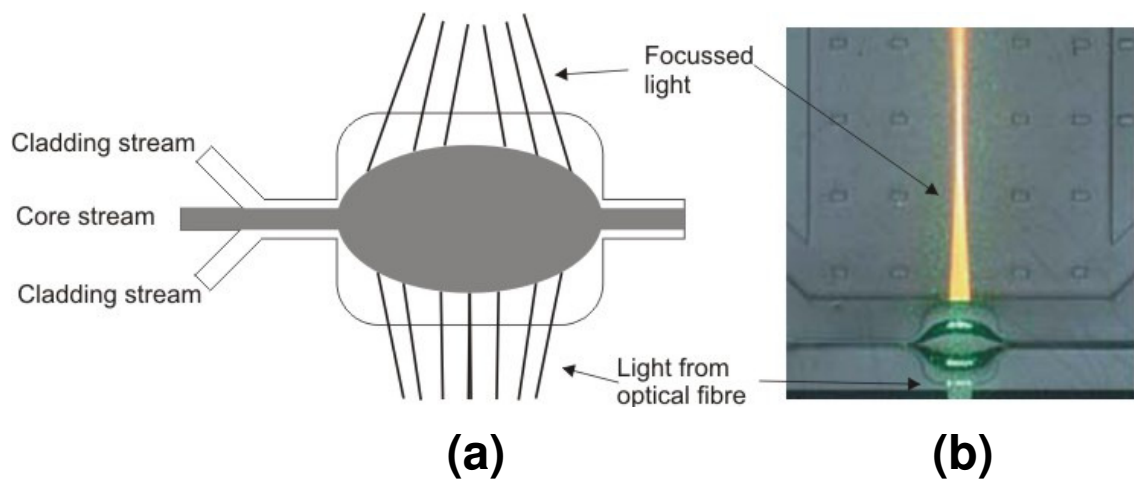 Focussed
light
Cladding stream
Core stream
Cladding stream
Light from
optical fibre
(a)
(b)